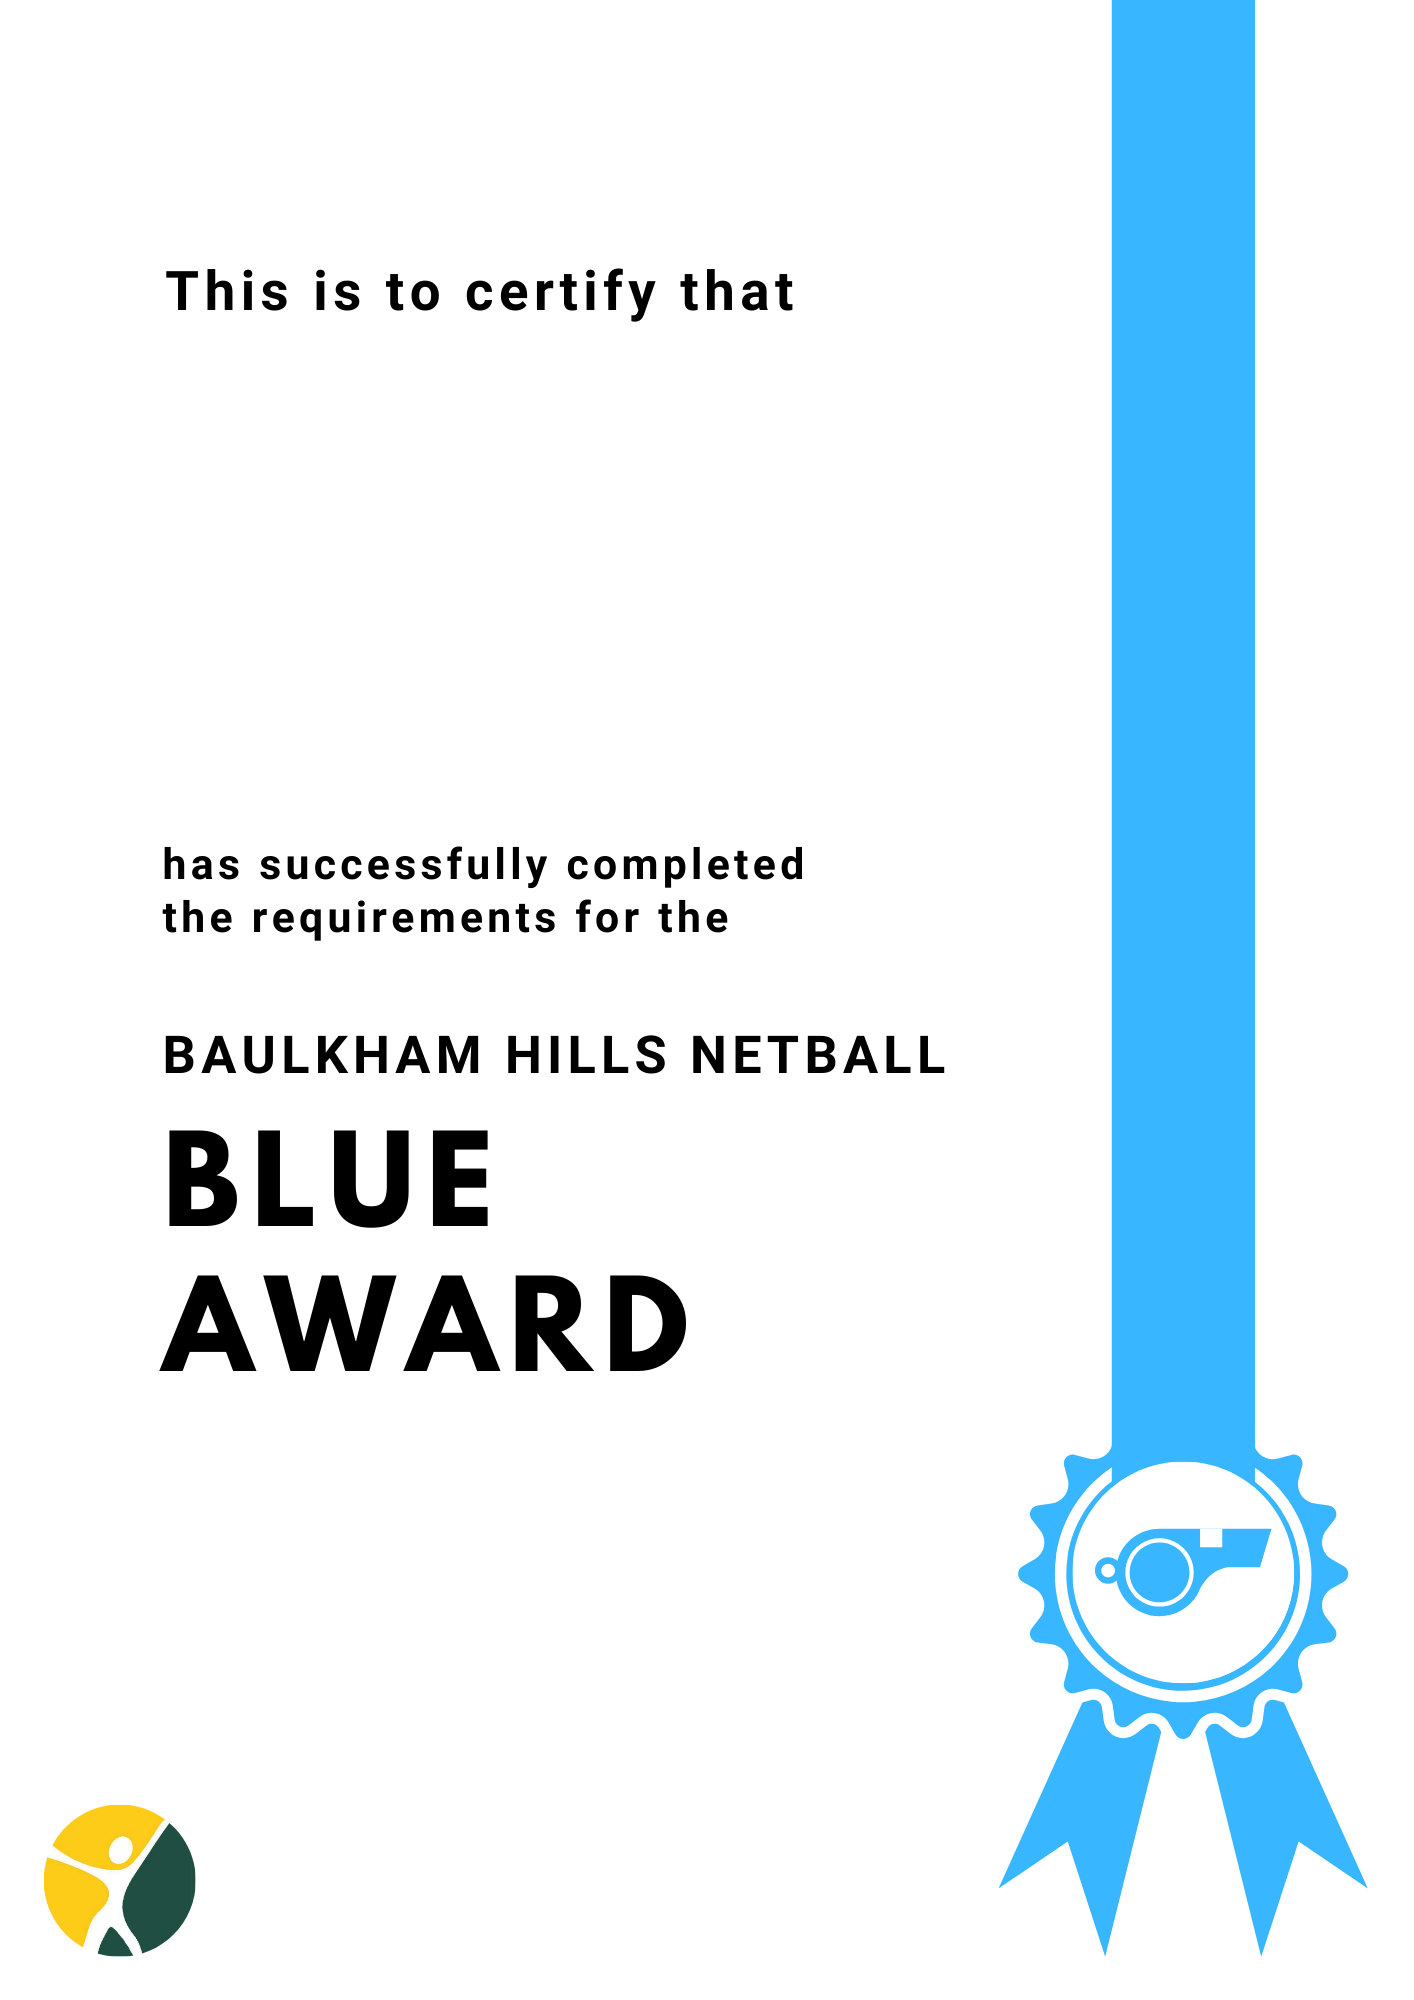 This is to certify that
has successfully completed
the requirements for the
BAULKHAM HILLS NETBALL
BLUE
AWARD